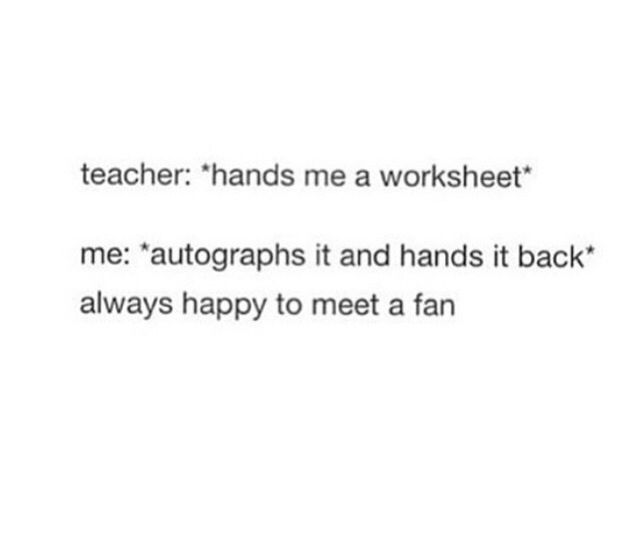 teacher: *hands me a worksheet*
me: *autographs it and hands it back*
always happy to meet a fan